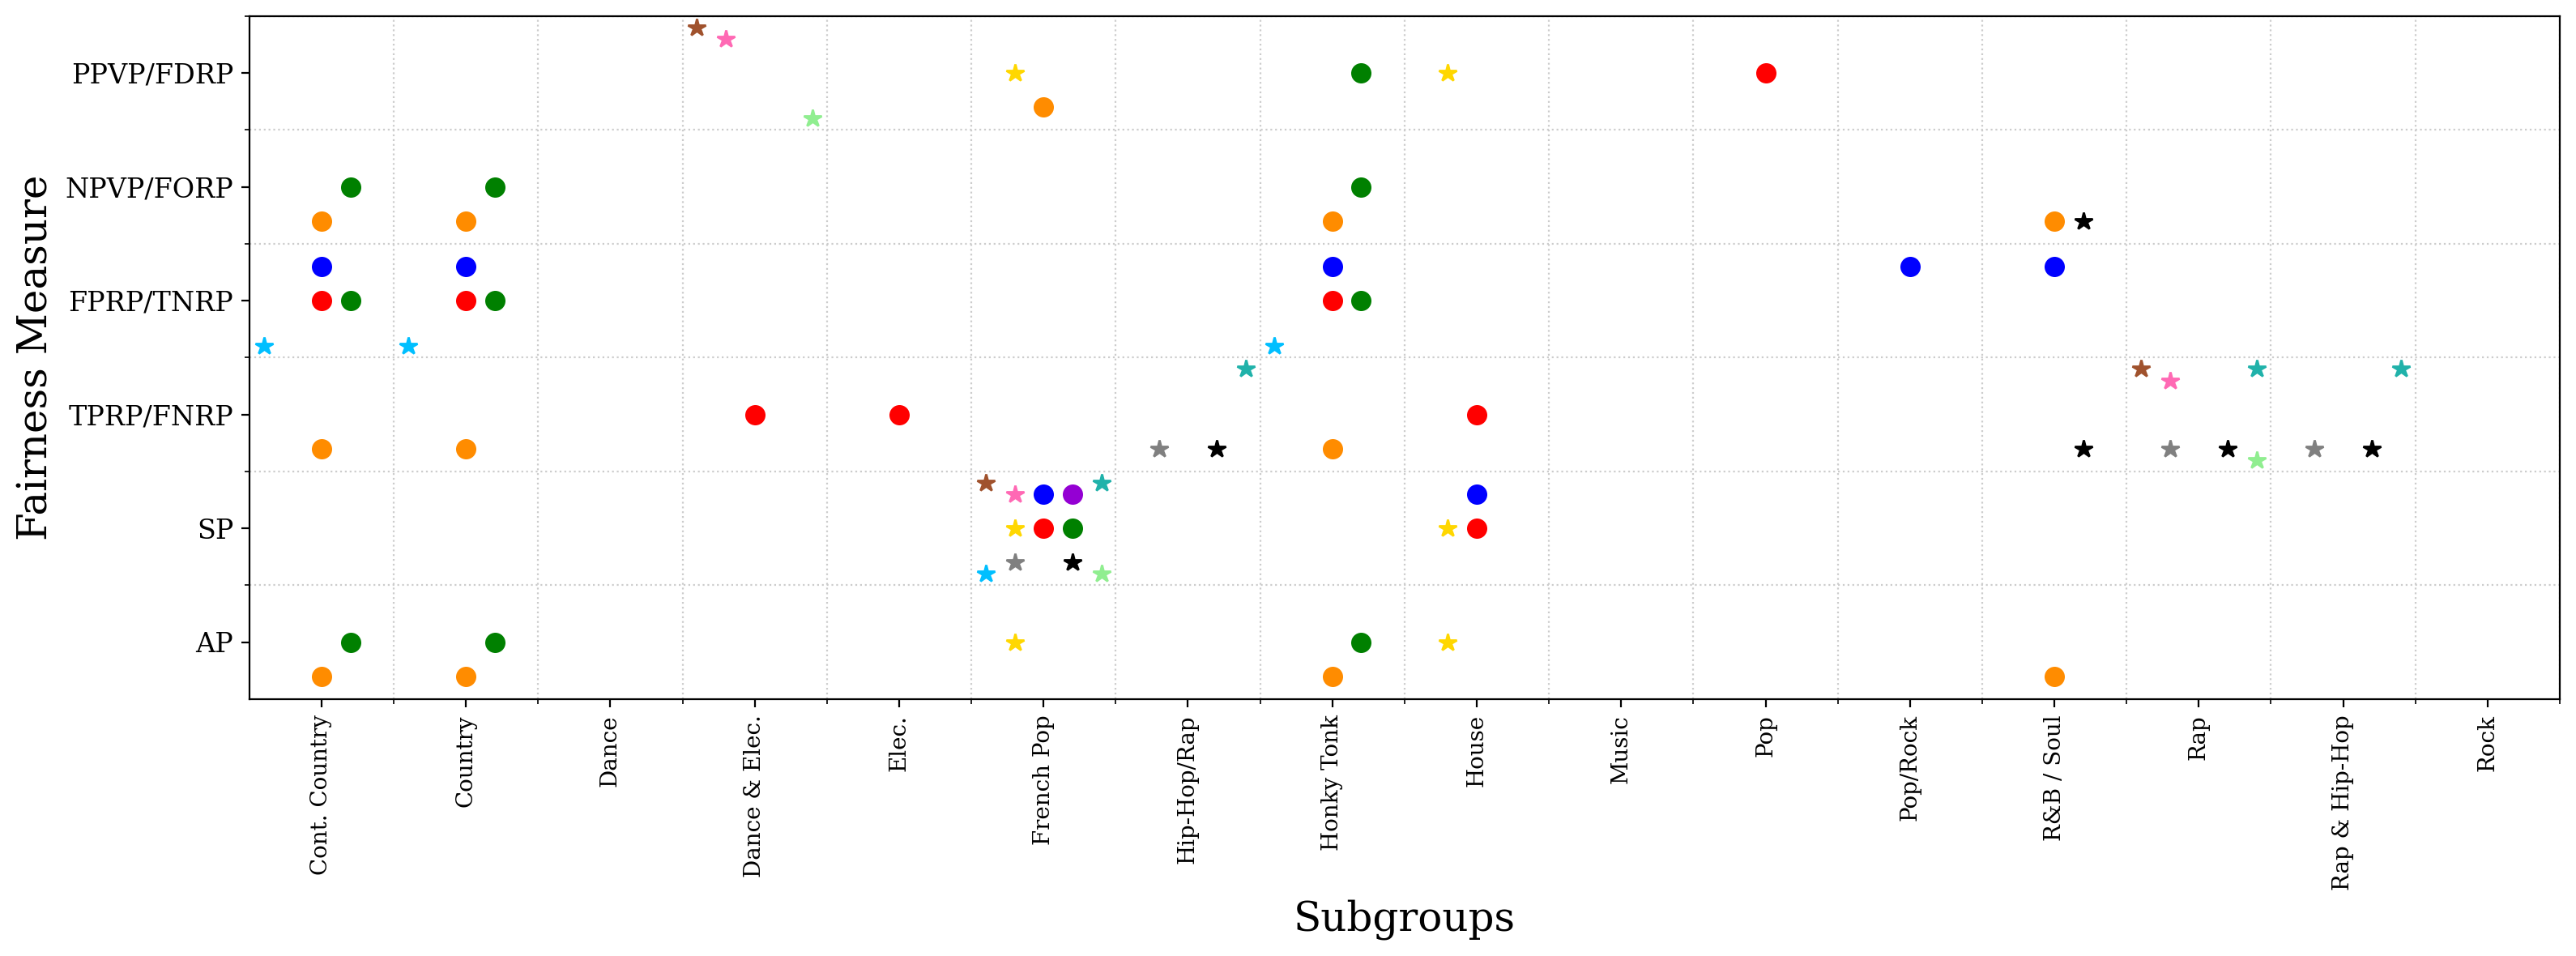 Fairness Measure
PPVP/FDRP
NPVP/FORP
FPRP/TNRP
TPRP/FNRP
SP
AP
Cont. Country
Country
Dance
Dance & Elec.
Elec.
French Pop
Hip-Hop/Rap
Honky Tonk
House
Music
Pop
Pop/Rock
R&B / Soul
Rap
Rap & Hip-Hop
Rock
Subgroups